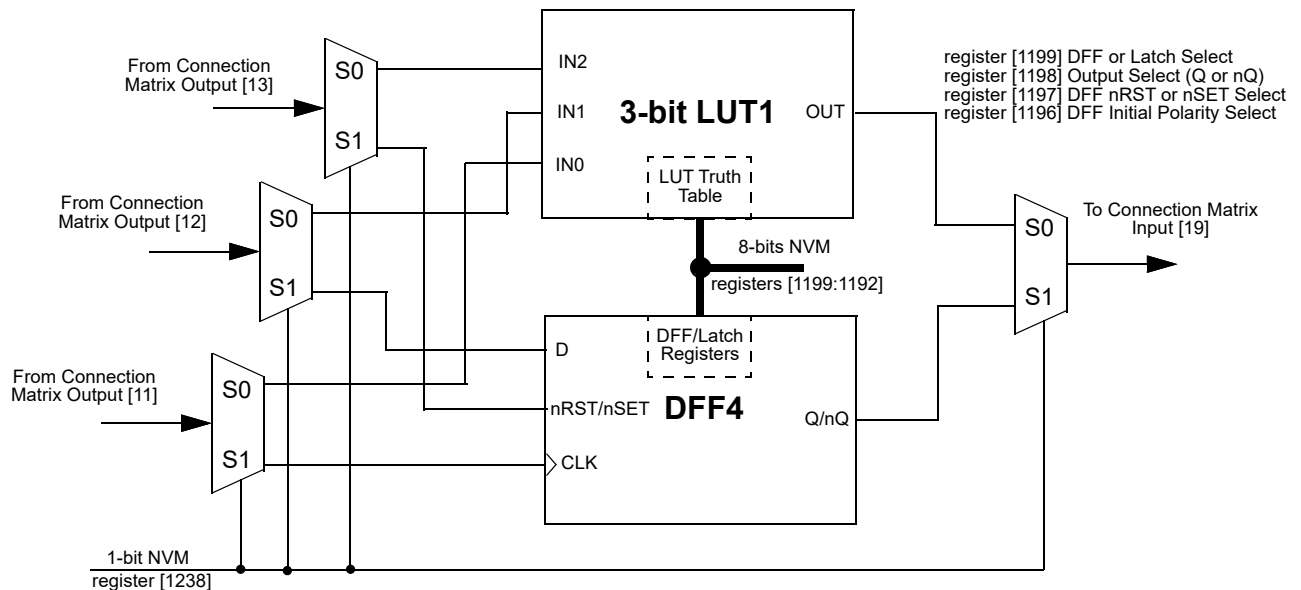 From Connection
Matrix Output [13]
S0
S1
From Connection
Matrix Output [12]
S0
S1
From Connection
Matrix Output [11]
S0
S1
IN2
IN1
IN0
3-bit LUT1
OUT
LUT Truth
Table
register [1199] DFF or Latch Select
register [1198] Output Select (Q or nQ)
register [1197] DFF nRST or nSET Select
register [1196] DFF Initial Polarity Select
8-bits NVM
registers [1199:1192]
DFF/Latch
Registers
D
nRST/nSET
DFF4
CLK
Q/nQ
S0
S1
To Connection Matrix
Input [19]
1-bit NVM
register [1238]